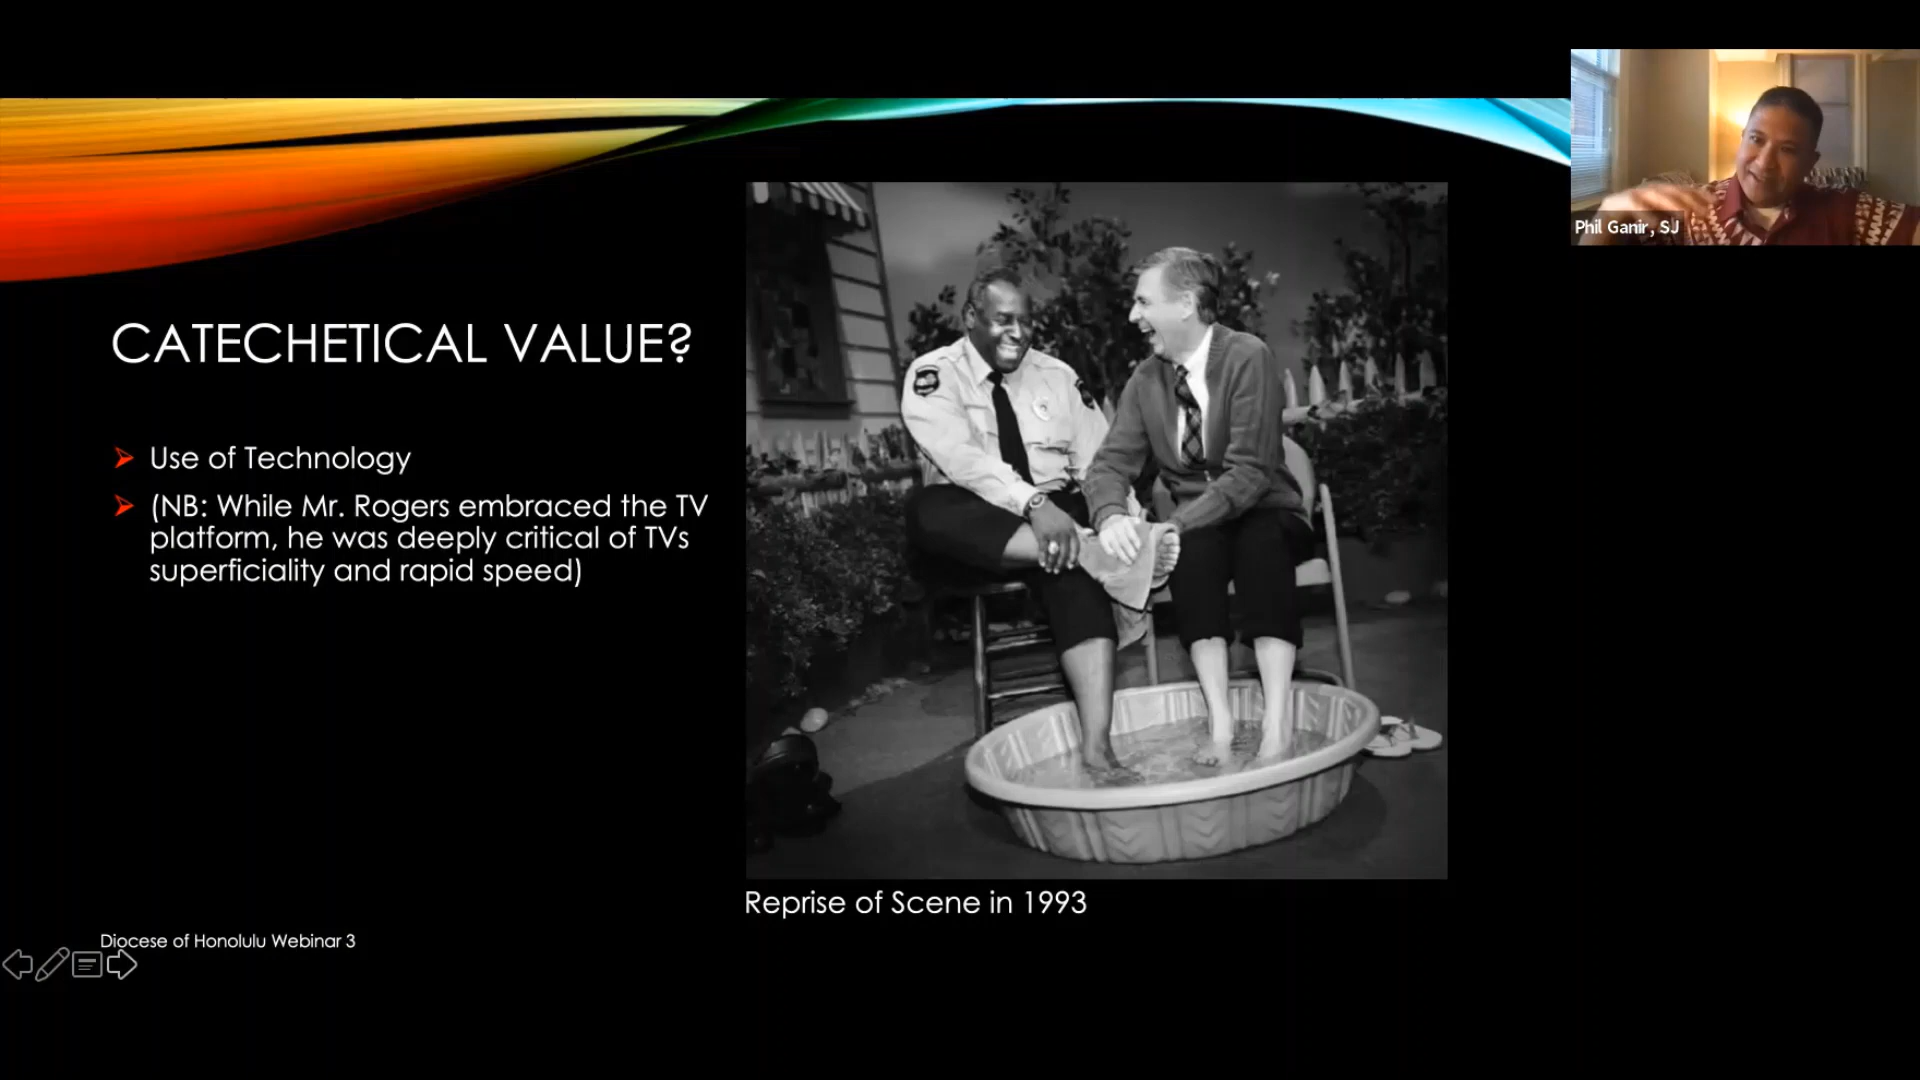 Phil Ganir, SJ
CATECHETICAL VALUE?
Use of Technology
(NB: While Mr. Rogers embraced the TV
platform, he was deeply critical of TVs
superficiality and rapid speed)
Reprise of Scene in 1993
Diocese of Honolulu Webinar 3